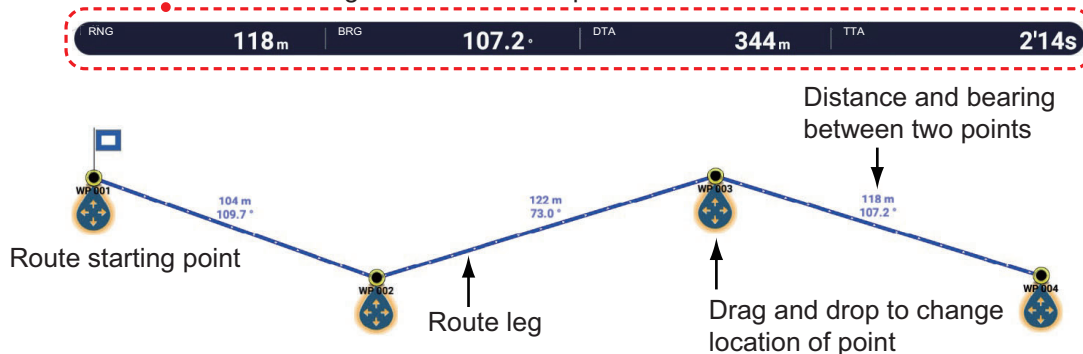 RNG 118 m BRG 107.2 ° DTA 344 m TTA 2'14s
Distance and bearing
between two points
WP 001
WP 003
104 m
109.7 °
122 m
73.0 °
118 m
107.2 °
Route starting point
WP 002
WP 004
Route leg
Drag and drop to change
location of point